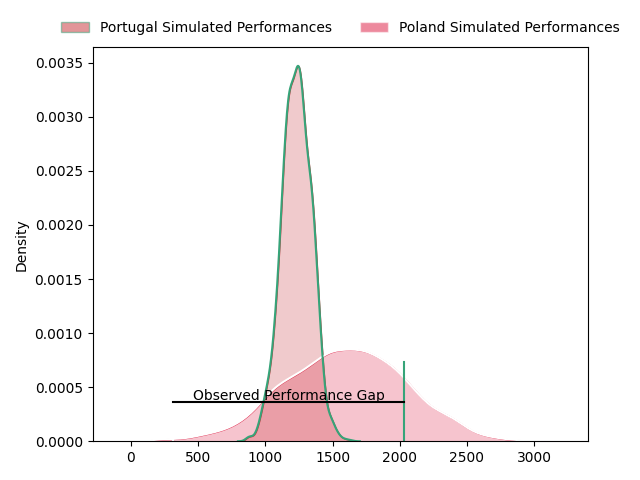 Portugal Simulated Performances Poland Simulated Performances
0.0035
0.0030
0.0025
0.0020
0.0015
0.0010
0.0005
0.0000
Density
Observed Performance Gap
0 500 1000 1500 2000 2500 3000